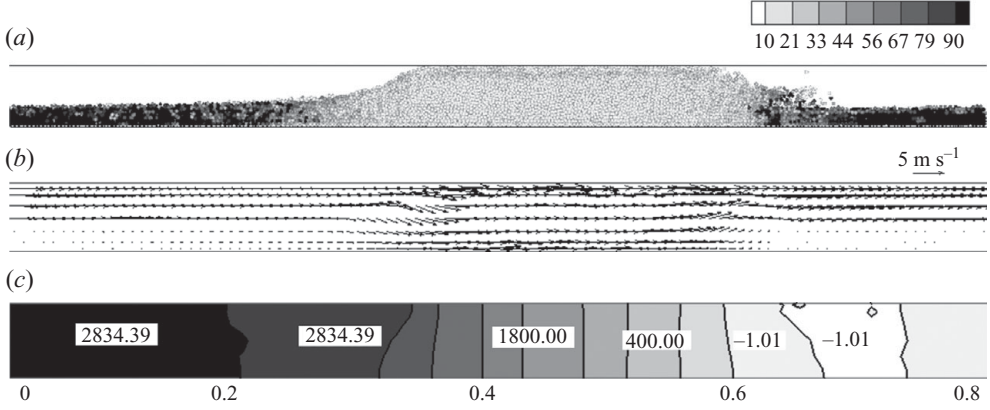 (a)
10 21 33 44 56 67 79 90
(b)
5 m s⁻¹
(c)
2834.39 2834.39 1800.00 400.00 –1.01 –1.01
0 0.2 0.4 0.6 0.8